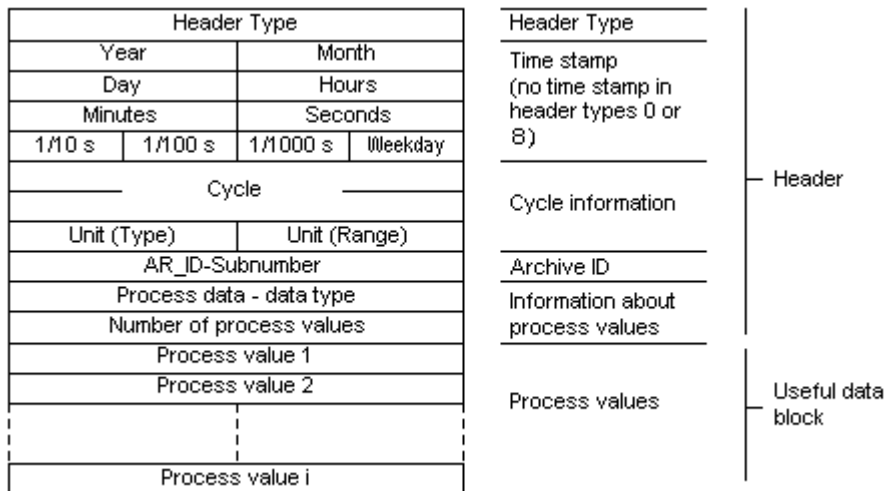 Header Type
Year Month
Day Hours
Minutes Seconds
1/10 s 1/100 s 1/1000 s Weekday
Cycle
Unit (Type) Unit (Range)
AR_ID-Subnumber
Process data - data type
Number of process values
Process value 1
Process value 2
Process value i
Header Type
Time stamp
(no time stamp in
header types 0 or
8)
Cycle information
Archive ID
Information about
process values
Process values
Header
Useful data
block